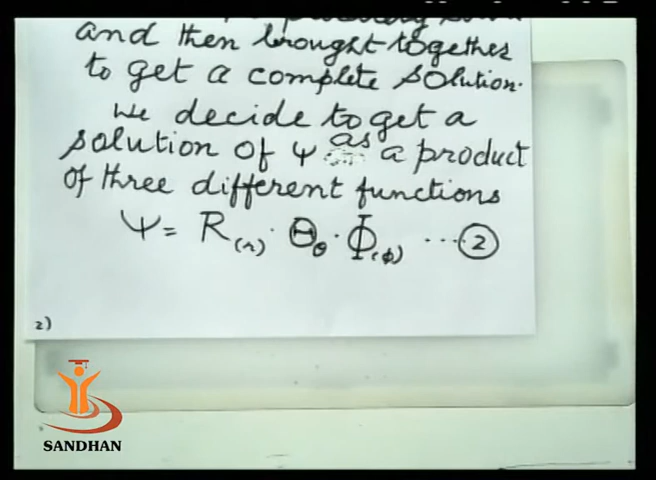 and then brought together
to get a complete solution.
We decide to get a
solution of ψ as a product
of three different functions
Ψ = R(r) · Θθ · Φ(φ) ... ②
2)
SANDHAN